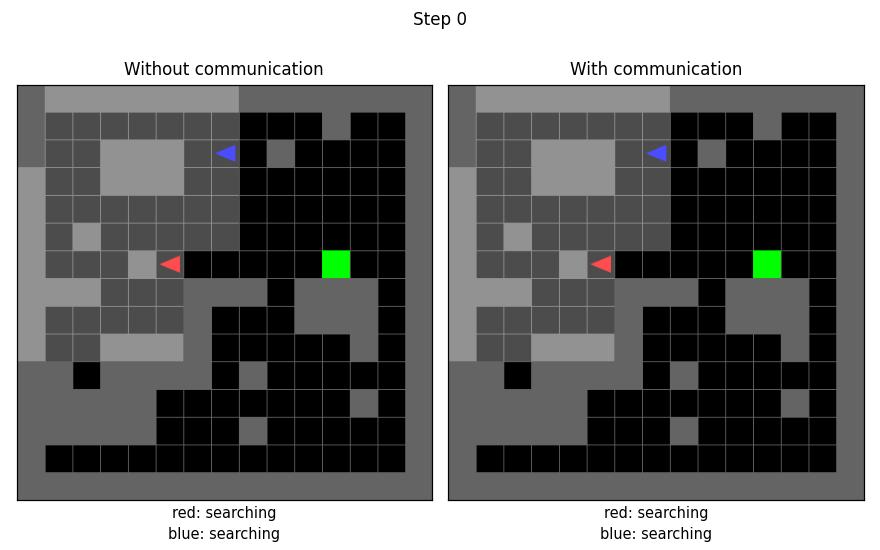 Step 0
Without communication
With communication
red: searching
blue: searching
red: searching
blue: searching